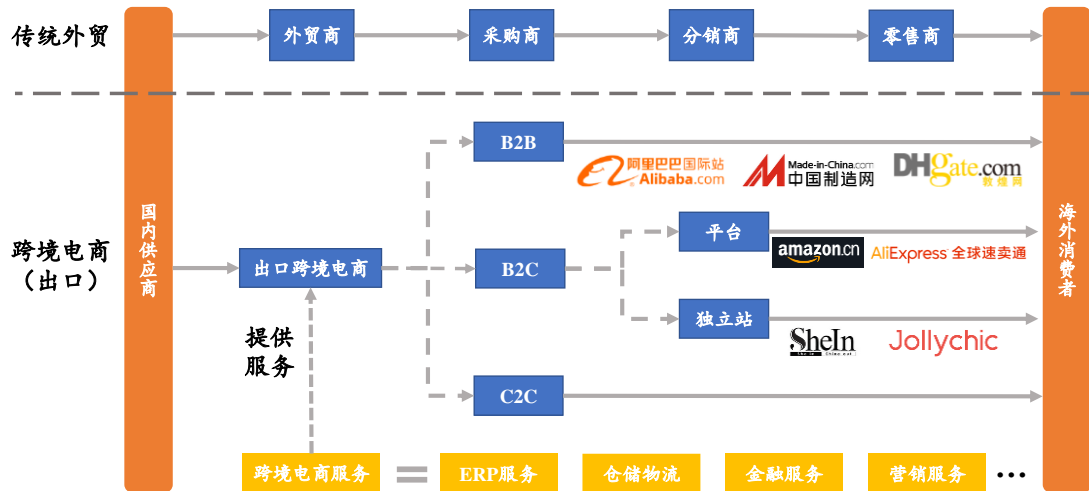 传统外贸
外贸商
采购商
分销商
零售商
国内供应商
海外消费者
跨境电商
（出口）
出口跨境电商
B2B
阿里巴巴国际站
Alibaba.com
Made-in-China.com
中国制造网
DHgate.com
敦煌网
B2C
平台
amazon.cn
AliExpress 全球速卖通
独立站
SheIn
Jollychic
C2C
提供
服务
跨境电商服务
=
ERP服务
仓储物流
金融服务
营销服务
...